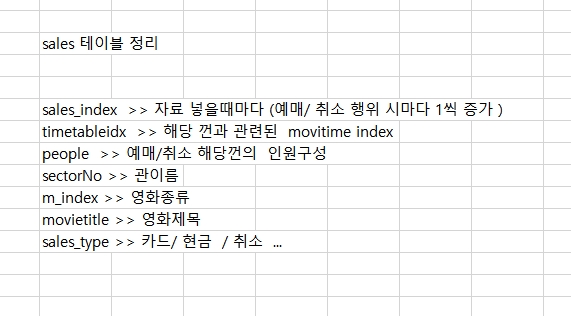 sales 테이블 정리
sales_index >> 자료 넣을때마다 (예매/ 취소 행위 시마다 1씩 증가 )
timetableidx >> 해당 껀과 관련된 movitime index
people >> 예매/취소 해당껀의 인원구성
sectorNo >> 관이름
m_index >> 영화종류
movietitle >> 영화제목
sales_type >> 카드/ 현금 / 취소 ...